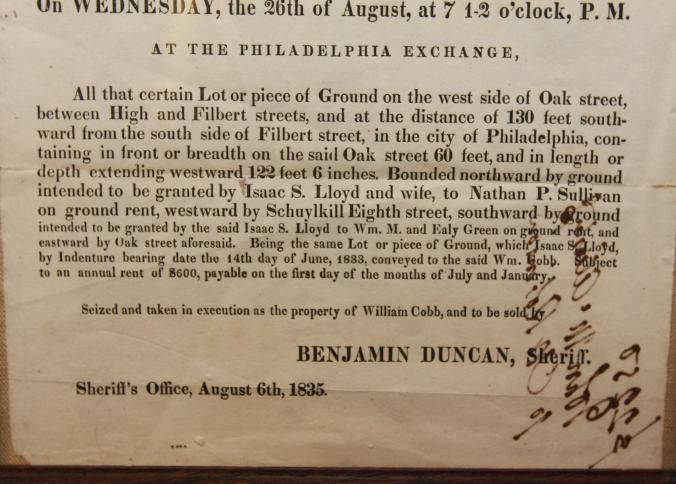 On WEDNESDAY, the 26th of August, at 7 1-2 o'clock, P. M.
AT THE PHILADELPHIA EXCHANGE,
All that certain Lot or piece of Ground on the west side of Oak street,
between High and Filbert streets, and at the distance of 130 feet south-
ward from the south side of Filbert street, in the city of Philadelphia, con-
taining in front or breadth on the said Oak street 60 feet, and in length or
depth extending westward 122 feet 6 inches. Bounded northward by ground
intended to be granted by Isaac S. Lloyd and wife, to Nathan P. Sullivan
on ground rent, westward by Schuylkill Eighth street, southward by ground
intended to be granted by the said Isaac S. Lloyd to Wm. M. and Ealy Green on ground rent, and
eastward by Oak street aforesaid. Being the same Lot or piece of Ground, which Isaac S. Lloyd,
by Indenture bearing date the 14th day of June, 1833, conveyed to the said Wm. Cobb. Subject
to an annual rent of $600, payable on the first day of the months of July and January.
Seized and taken in execution as the property of William Cobb, and to be sold by
BENJAMIN DUNCAN, Sheriff.
Sheriff's Office, August 6th, 1835.